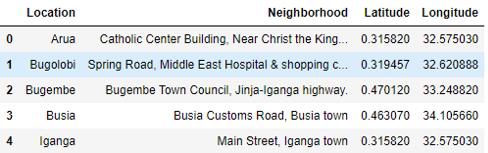 Location Neighborhood Latitude Longitude
0 Arua Catholic Center Building, Near Christ the King... 0.315820 32.575030
1 Bugolobi Spring Road, Middle East Hospital & shopping c... 0.319457 32.620888
2 Bugembe Bugembe Town Council, Jinja-Iganga highway. 0.470120 33.248820
3 Busia Busia Customs Road, Busia town 0.463070 34.105660
4 Iganga Main Street, Iganga town 0.315820 32.575030